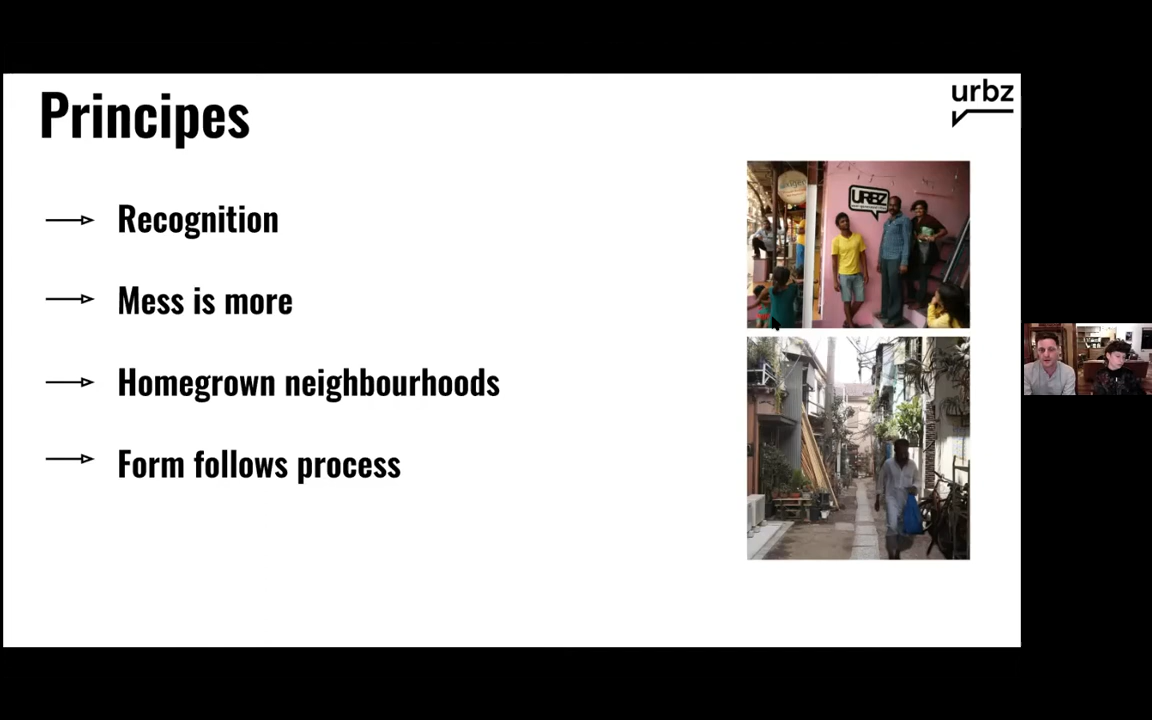 Principes
urbz
Recognition
Mess is more
Homegrown neighbourhoods
Form follows process
URBZ